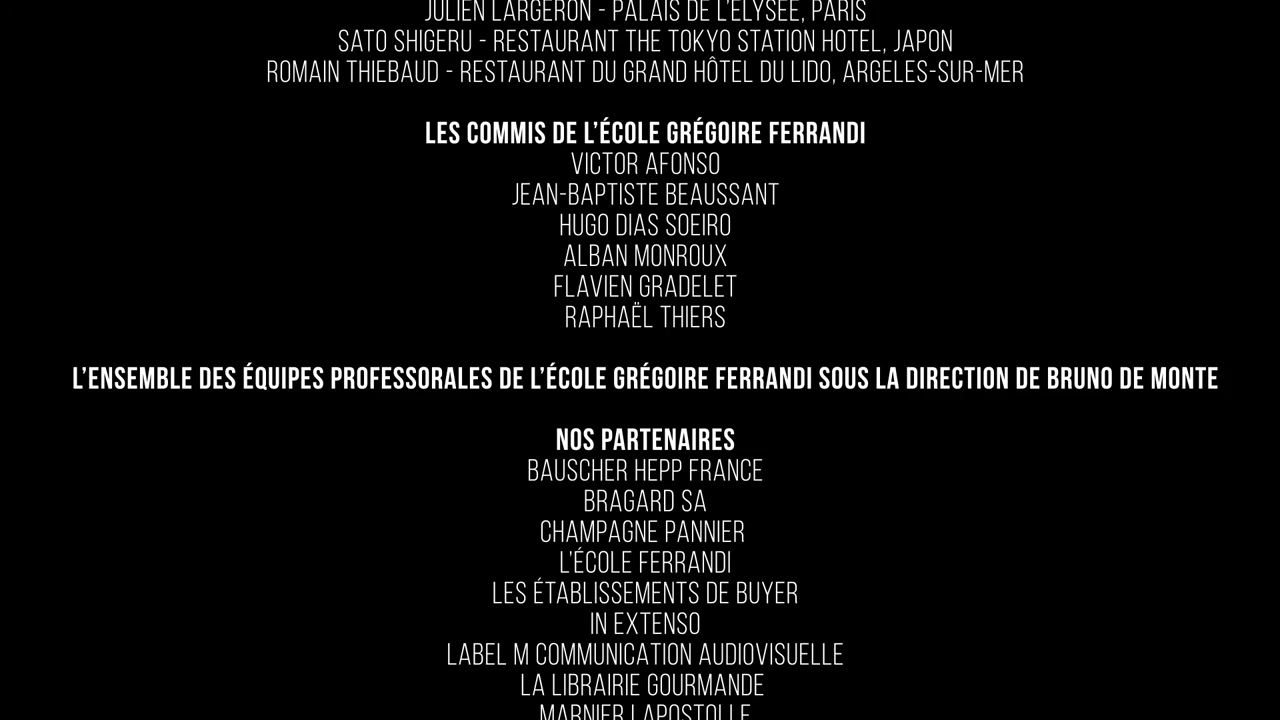 JULIEN LARGERON - PALAIS DE L'ELYSÉE, PARIS
SATO SHIGERU - RESTAURANT THE TOKYO STATION HOTEL, JAPON
ROMAIN THIEBAUD - RESTAURANT DU GRAND HÔTEL DU LIDO, ARGELES-SUR-MER
LES COMMIS DE L'ÉCOLE GRÉGOIRE FERRANDI
VICTOR AFONSO
JEAN-BAPTISTE BEAUSSANT
HUGO DIAS SOEIRO
ALBAN MONROUX
FLAVIEN GRADELET
RAPHAËL THIERS
L'ENSEMBLE DES ÉQUIPES PROFESSORALES DE L'ÉCOLE GRÉGOIRE FERRANDI SOUS LA DIRECTION DE BRUNO DE MONTE
NOS PARTENAIRES
BAUSCHER HEPP FRANCE
BRAGARD SA
CHAMPAGNE PANNIER
L'ÉCOLE FERRANDI
LES ÉTABLISSEMENTS DE BUYER
IN EXTENSO
LABEL M COMMUNICATION AUDIOVISUELLE
LA LIBRAIRIE GOURMANDE
MARNIER LAPOSTOLLE